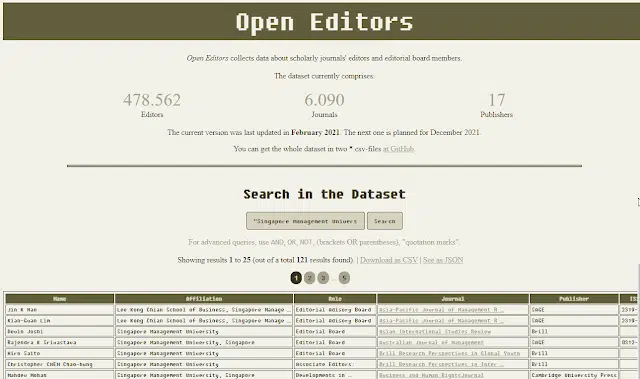 Open Editors
Open Editors collects data about scholarly journals' editors and editorial board members.
The dataset currently comprises:
478.562 6.090 17
Editors Journals Publishers
The current version was last updated in February 2021. The next one is planned for December 2021.
You can get the whole dataset in two *.csv-files at GitHub.
Search in the Dataset
"Singapore Management Univers Search
For advanced queries, use AND, OR, NOT, (brackets OR parentheses), "quotation marks".
Showing results 1 to 25 (out of a total 121 results found). | Download as CSV | See as JSON
1 2 3 ... 5
Name Affiliation Role Journal Publisher
Jin K Han Lee Kong Chian School of Business, Singapore Manage ... Editorial Advisory Board Asia-Pacific Journal of Management R ... SAGE
Kian-Guan Lim Lee Kong Chian School of Business, Singapore Manage ... Editorial Advisory Board Asia-Pacific Journal of Management R ... SAGE
Devin Joshi Singapore Management University Editorial Board Asian International Studies Review Brill
Rajendra K Srivastava Singapore Management University, Singapore Editorial Board Australian Journal of Management SAGE
Hiro Saito Singapore Management University Editorial Board Brill Research Perspectives in Global Youth Brill
Christopher CHEN Chao-hung Singapore Management University Associate Editors: Brill Research Perspectives in Inter ... Brill
Mahdev Mohan Singapore Management University, Singapore Developments in ... Business and Human Rights Journal Cambridge University Press